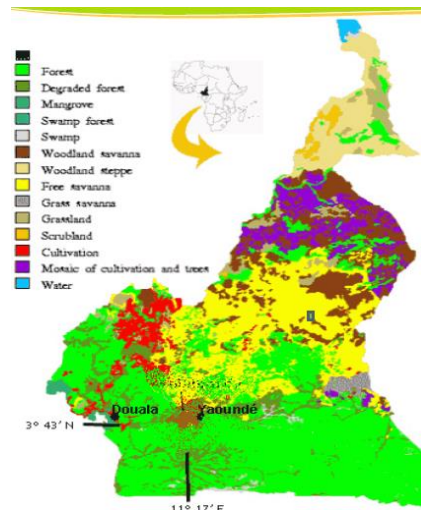 Forest
Degraded forest
Mangrove
Swamp forest
Swamp
Woodland savanna
Woodland steppe
Free savanna
Grass savanna
Grassland
Scrubland
Cultivation
Mosaic of cultivation and trees
Water
Douala
Yaoundé
3° 43' N
11° 17' E